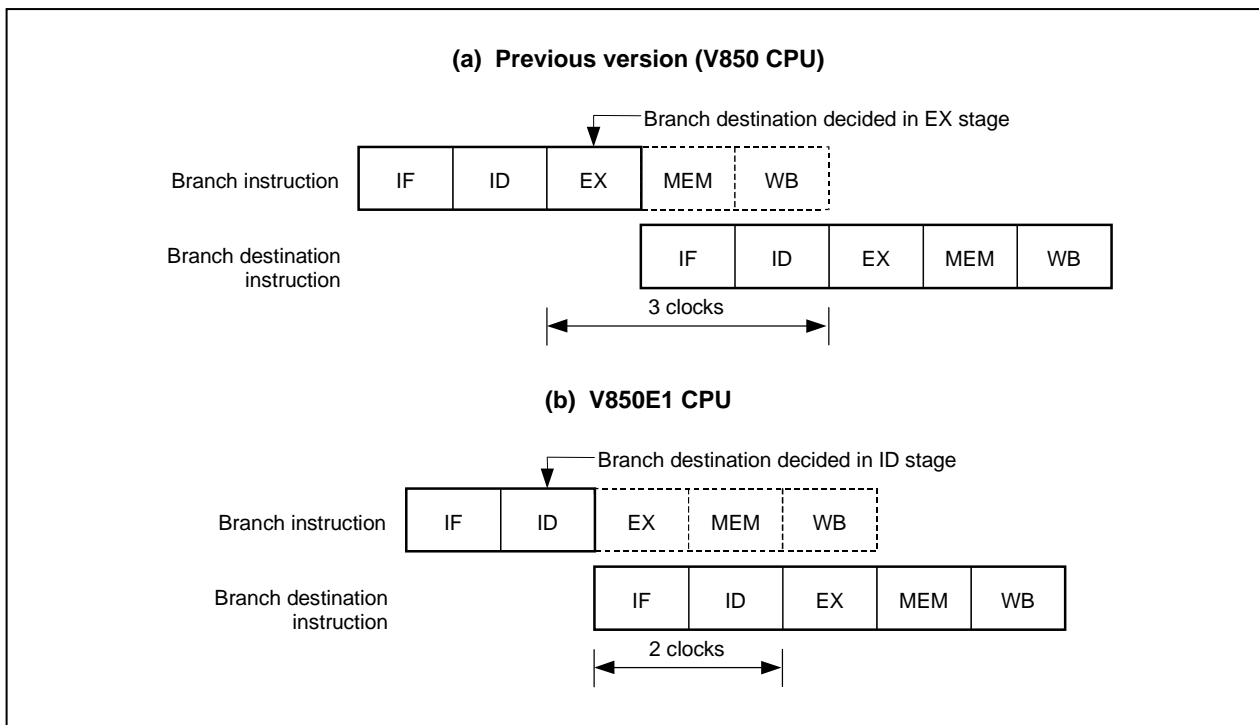 (a) Previous version (V850 CPU)
Branch destination decided in EX stage
Branch instruction
IF ID EX MEM WB
Branch destination
instruction
IF ID EX MEM WB
3 clocks
(b) V850E1 CPU
Branch destination decided in ID stage
Branch instruction
IF ID EX MEM WB
Branch destination
instruction
IF ID EX MEM WB
2 clocks